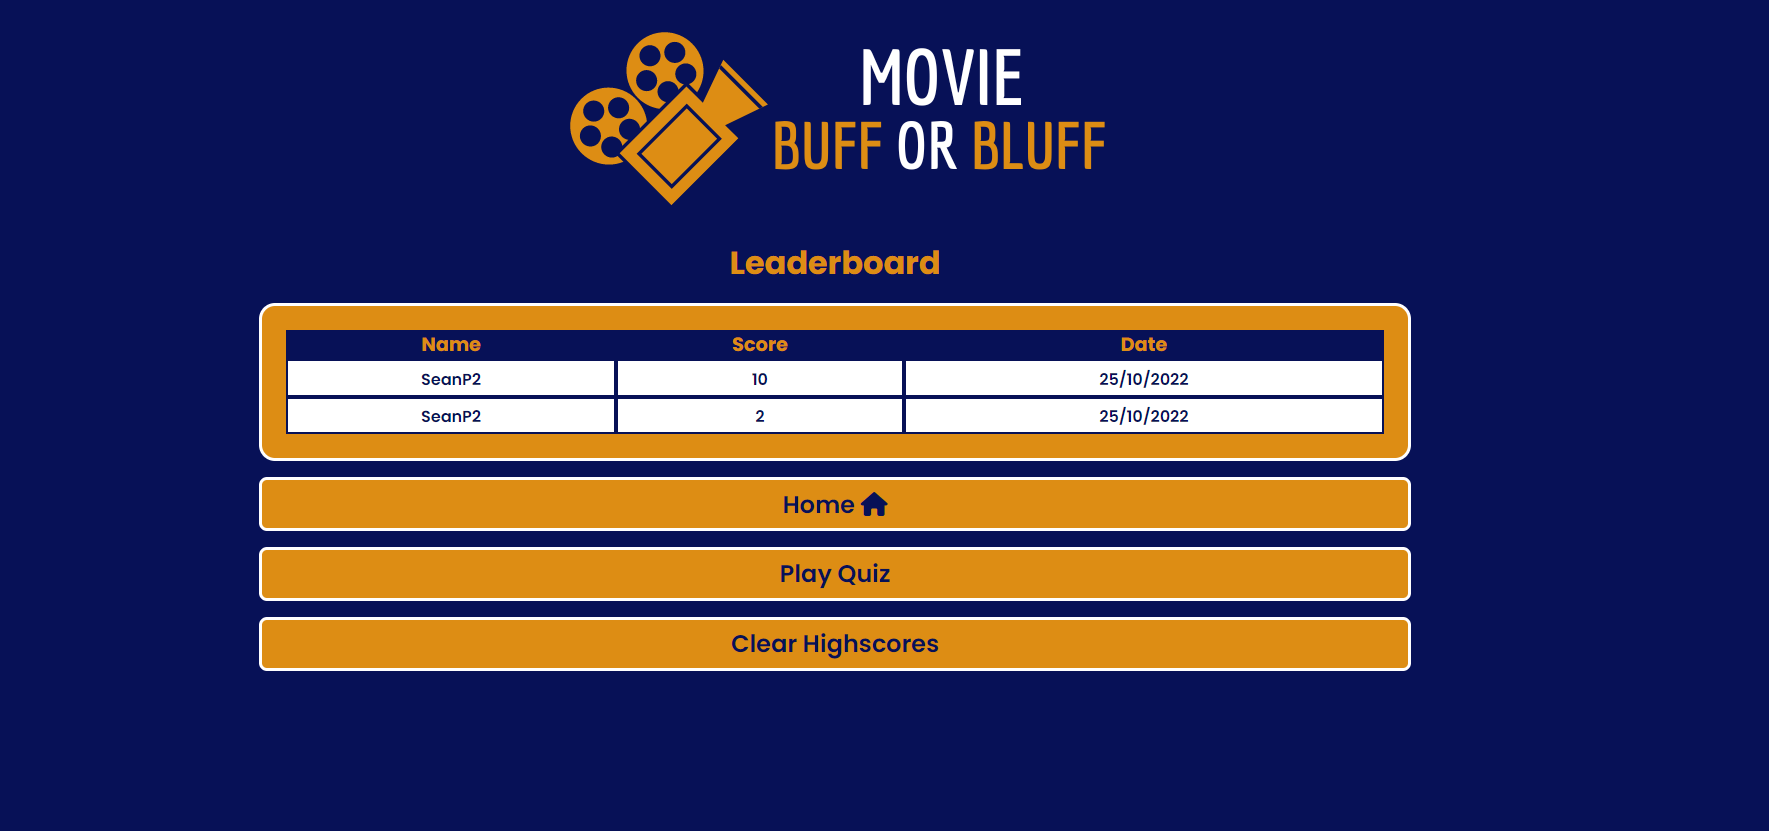 MOVIE
BUFF OR BLUFF
Leaderboard
Name Score Date
SeanP2 10 25/10/2022
SeanP2 2 25/10/2022
Home
Play Quiz
Clear Highscores